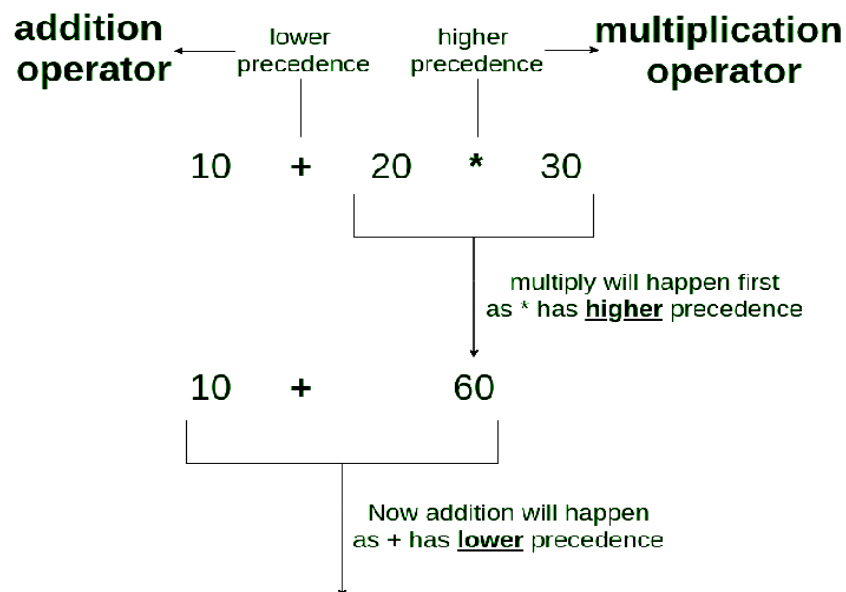 addition
operator
lower
precedence
higher
precedence
multiplication
operator
10 + 20 * 30
multiply will happen first
as * has higher precedence
10 + 60
Now addition will happen
as + has lower precedence